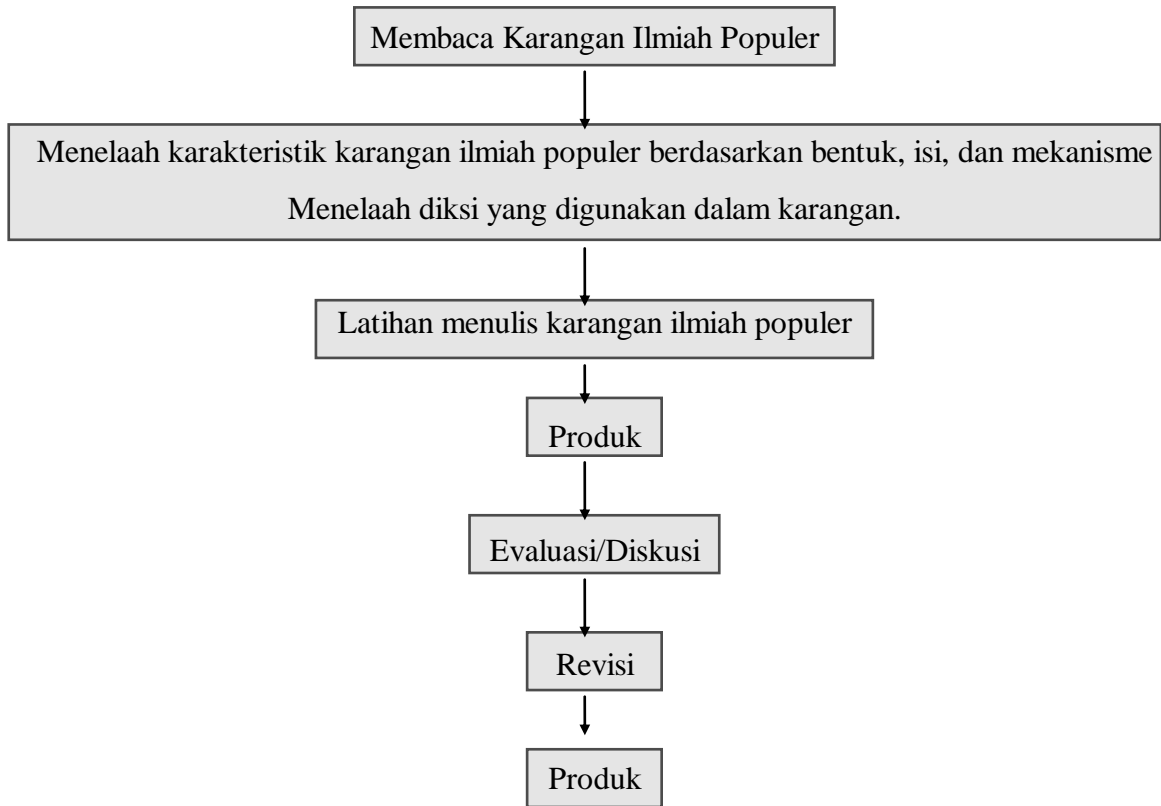 Membaca Karangan Ilmiah Populer
Menelaah karakteristik karangan ilmiah populer berdasarkan bentuk, isi, dan mekanisme
Menelaah diksi yang digunakan dalam karangan.
Latihan menulis karangan ilmiah populer
Produk
Evaluasi/Diskusi
Revisi
Produk